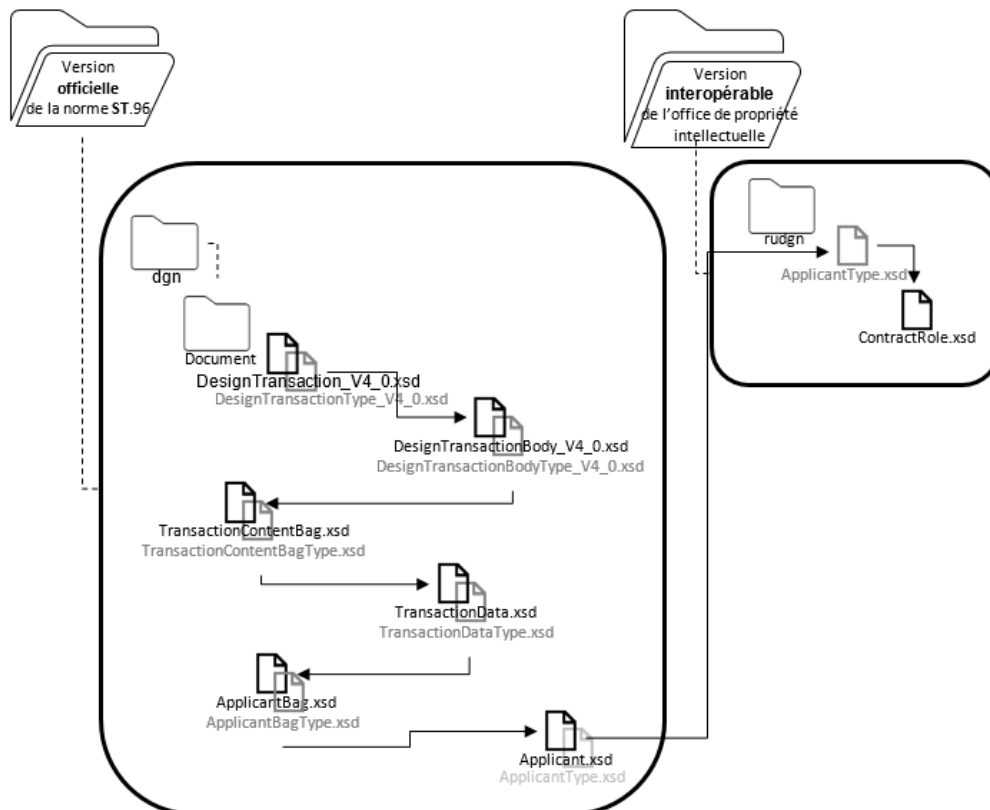 Version
officielle
de la norme ST.96
Version
interopérable
de l'office de propriété
intellectuelle
dgn
Document
DesignTransaction_V4_0.xsd
DesignTransactionType_V4_0.xsd
DesignTransactionBody_V4_0.xsd
DesignTransactionBodyType_V4_0.xsd
TransactionContentBag.xsd
TransactionContentBagType.xsd
TransactionData.xsd
TransactionDataType.xsd
ApplicantBag.xsd
ApplicantBagType.xsd
Applicant.xsd
ApplicantType.xsd
rudgn
ApplicantType.xsd
ContractRole.xsd